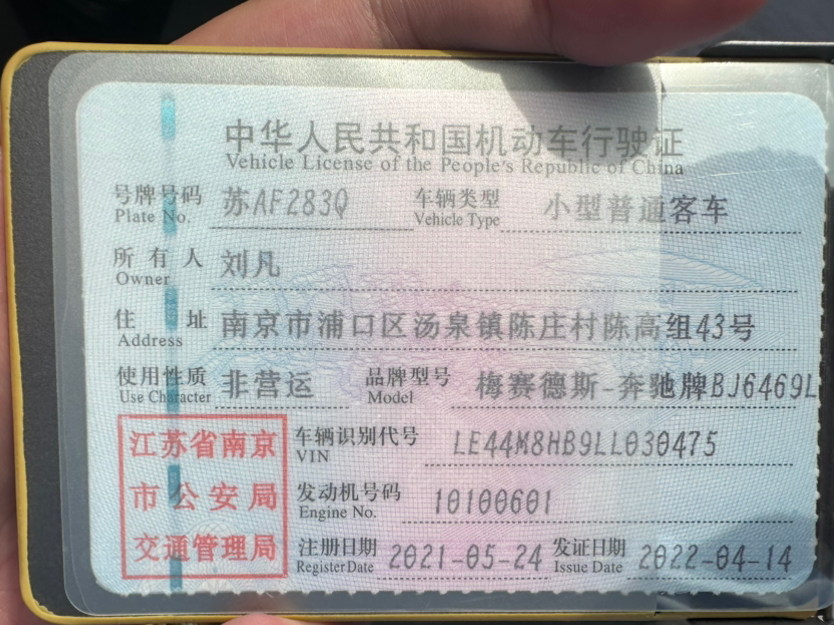 中华人民共和国机动车行驶证
Vehicle License of the People's Republic of China
号牌号码 苏AF283Q 车辆类型 小型普通客车
Plate No. Vehicle Type
所有人 刘凡
Owner
住址 南京市浦口区汤泉镇陈庄村陈高组43号
Address
使用性质 非营运 品牌型号 梅赛德斯-奔驰牌BJ6469L
Use Character Model
江苏省南京 车辆识别代号 LE44M8HB9LL030475
VIN
市公安局 发动机号码 10100601
Engine No.
交通管理局 注册日期 2021-05-24 发证日期 2022-04-14
Register Date Issue Date